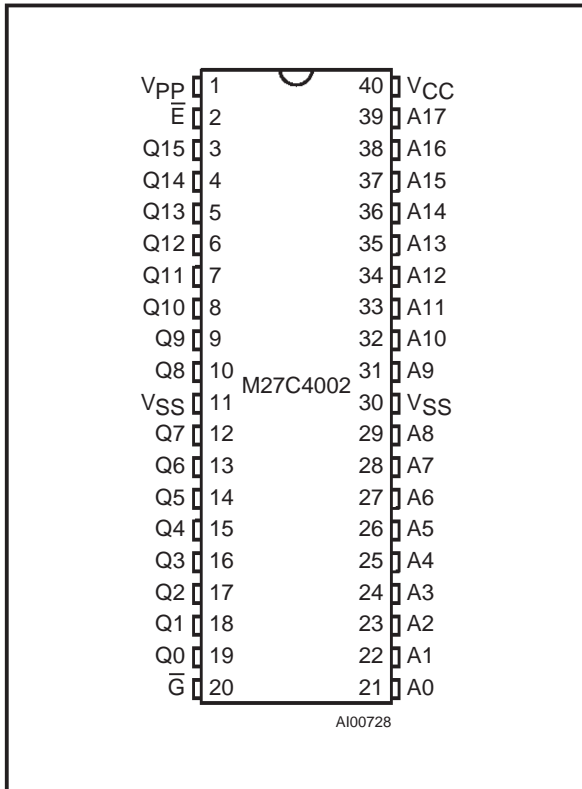 VPP 1 40 VCC
E̅ 2 39 A17
Q15 3 38 A16
Q14 4 37 A15
Q13 5 36 A14
Q12 6 35 A13
Q11 7 34 A12
Q10 8 33 A11
Q9 9 32 A10
Q8 10 31 A9
M27C4002
VSS 11 30 VSS
Q7 12 29 A8
Q6 13 28 A7
Q5 14 27 A6
Q4 15 26 A5
Q3 16 25 A4
Q2 17 24 A3
Q1 18 23 A2
Q0 19 22 A1
G̅ 20 21 A0
AI00728